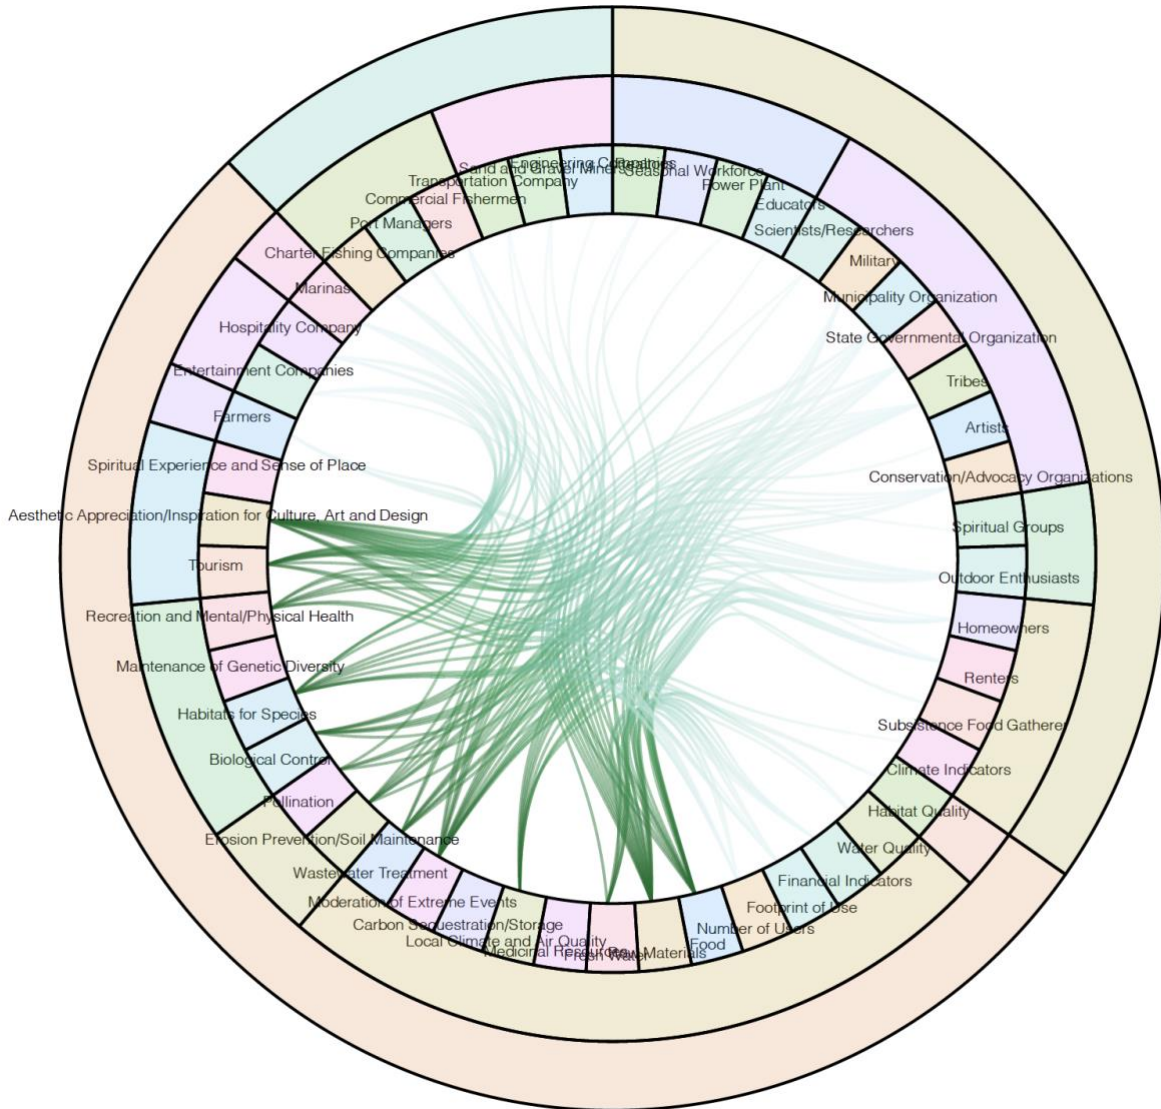 Engineering Companies
Retailers
Sand and Gravel Miners
Seasonal Workforce
Transportation Company
Power Plant
Commercial Fishermen
Educators
Port Managers
Scientists/Researchers
Charter Fishing Companies
Military
Marinas
Municipality Organization
Hospitality Company
State Governmental Organization
Entertainment Companies
Tribes
Farmers
Artists
Spiritual Experience and Sense of Place
Conservation/Advocacy Organizations
Aesthetic Appreciation/Inspiration for Culture, Art and Design
Spiritual Groups
Tourism
Outdoor Enthusiasts
Recreation and Mental/Physical Health
Homeowners
Maintenance of Genetic Diversity
Renters
Habitats for Species
Subsistence Food Gatherer
Biological Control
Climate Indicators
Pollination
Habitat Quality
Erosion Prevention/Soil Maintenance
Water Quality
Wastewater Treatment
Financial Indicators
Moderation of Extreme Events
Footprint of Use
Carbon Sequestration/Storage
Number of Users
Local Climate and Air Quality
Food
Medicinal Resources
Raw Materials
Fresh Water